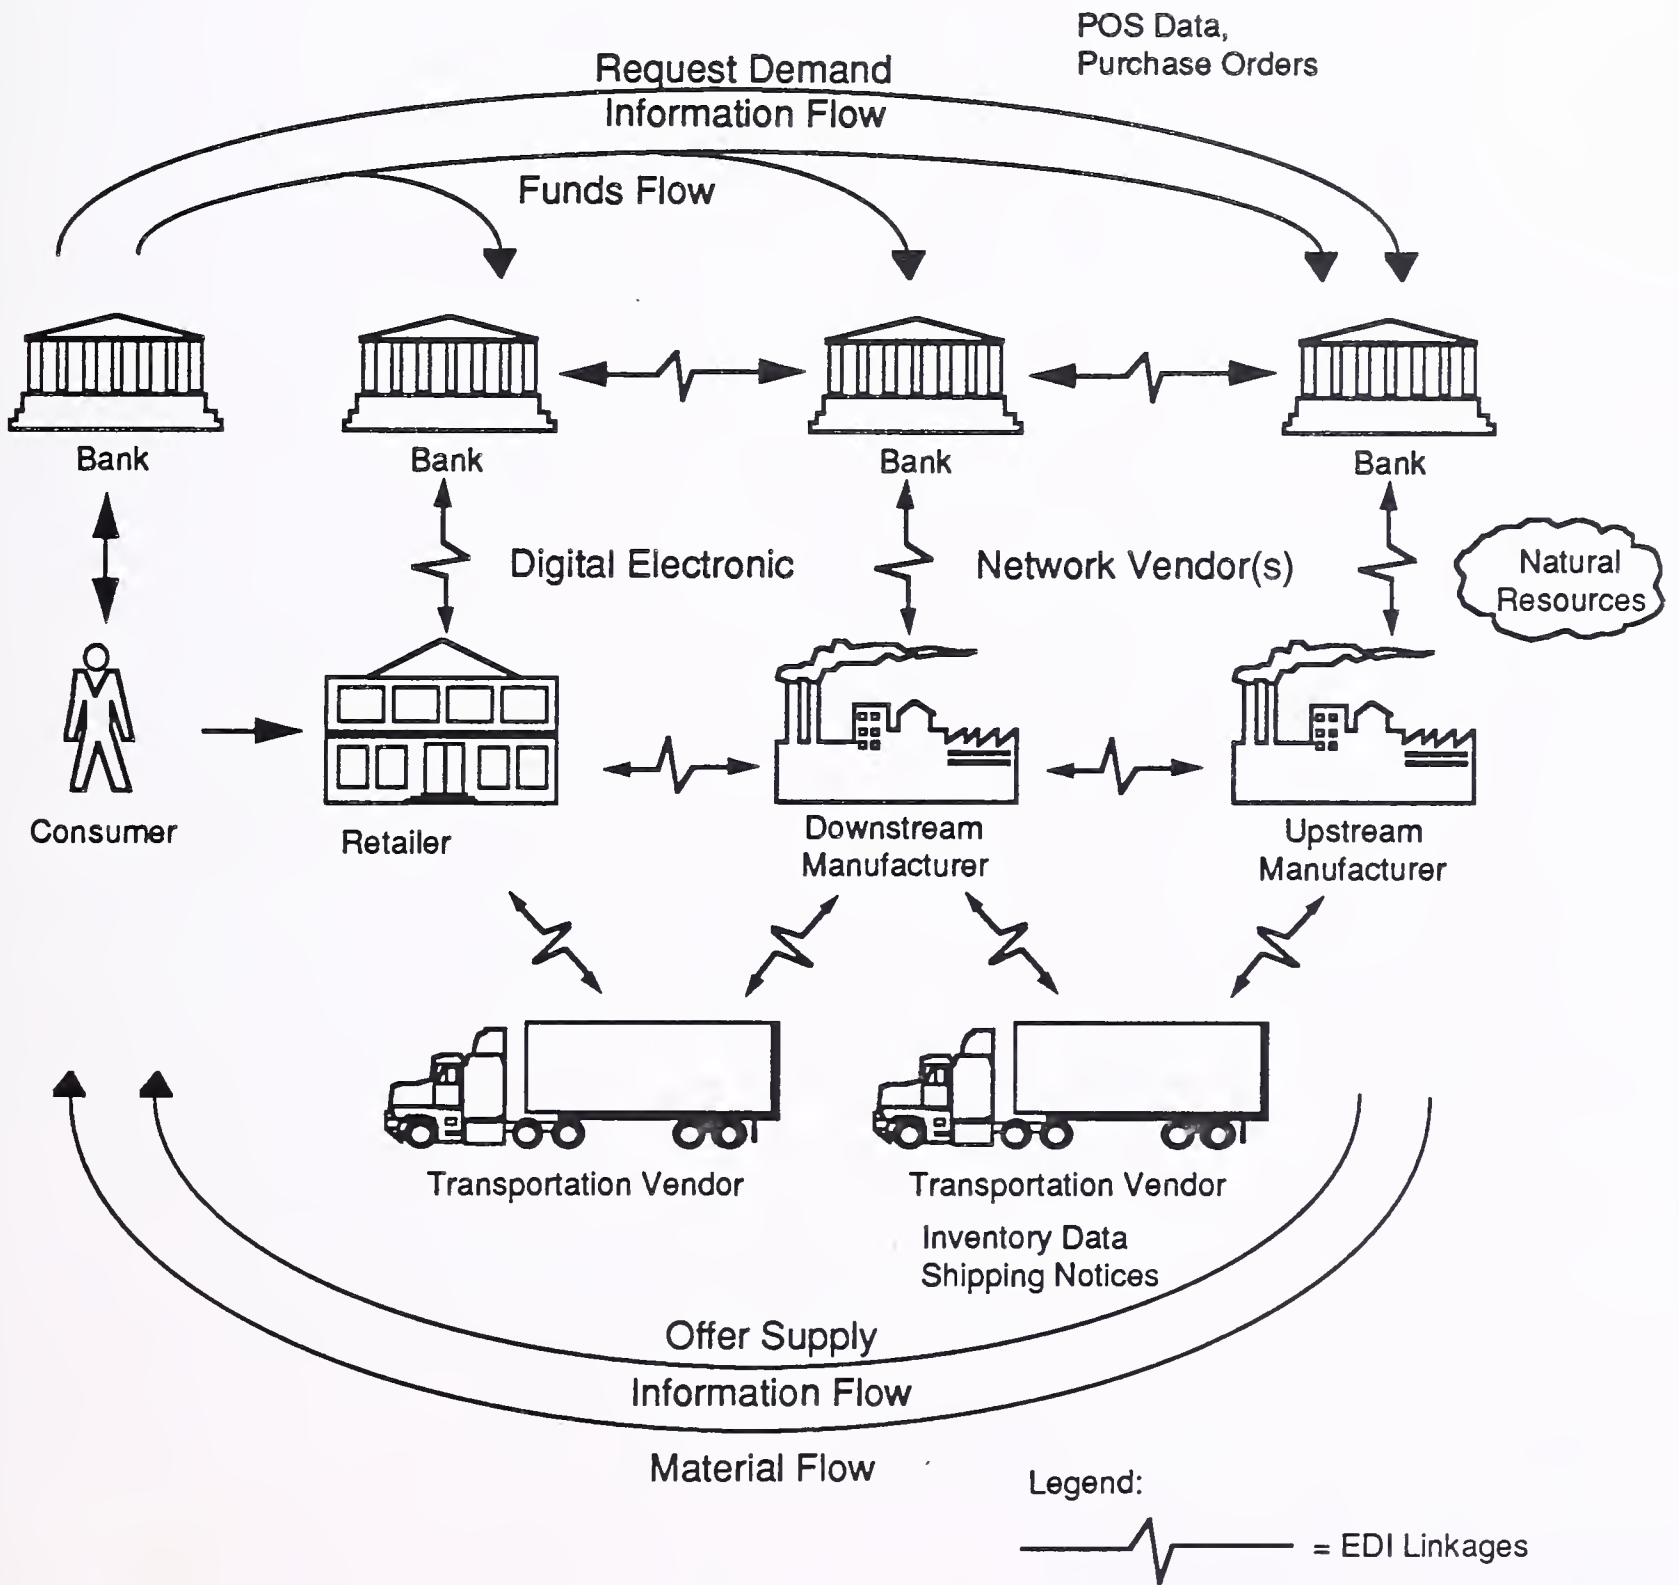 POS Data,
Purchase Orders
Request Demand
Information Flow
Funds Flow
Bank
Bank
Bank
Bank
Digital Electronic
Network Vendor(s)
Natural
Resources
Consumer
Retailer
Downstream
Manufacturer
Upstream
Manufacturer
Transportation Vendor
Transportation Vendor
Inventory Data
Shipping Notices
Offer Supply
Information Flow
Material Flow
Legend:
= EDI Linkages